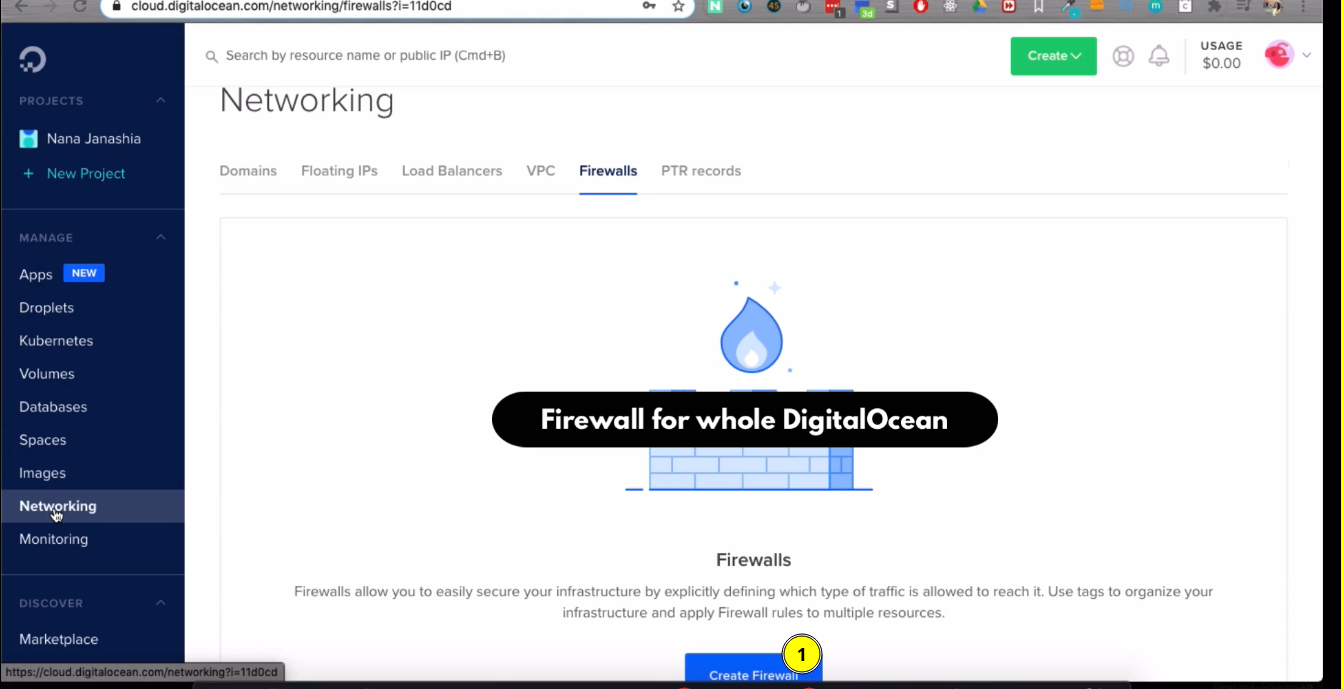 cloud.digitalocean.com/networking/firewalls?i=11d0cd
N
45
S
1
3d
m
C
Search by resource name or public IP (Cmd+B)
Create
USAGE
$0.00
PROJECTS
Nana Janashia
+ New Project
MANAGE
Apps NEW
Droplets
Kubernetes
Volumes
Databases
Spaces
Images
Networking
Monitoring
DISCOVER
Marketplace
https://cloud.digitalocean.com/networking?i=11d0cd
Networking
Domains Floating IPs Load Balancers VPC Firewalls PTR records
Firewall for whole DigitalOcean
Firewalls
Firewalls allow you to easily secure your infrastructure by explicitly defining which type of traffic is allowed to reach it. Use tags to organize your
infrastructure and apply Firewall rules to multiple resources.
1
Create Firewall